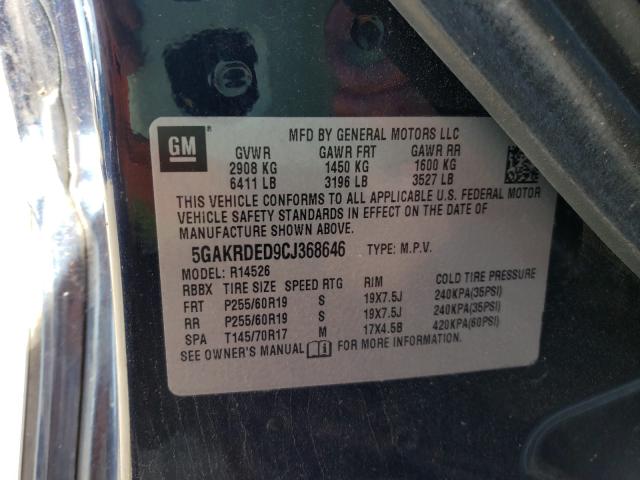 GM
MFD BY GENERAL MOTORS LLC
GVWR GAWR FRT GAWR RR
2908 KG 1450 KG 1600 KG
6411 LB 3196 LB 3527 LB
THIS VEHICLE CONFORMS TO ALL APPLICABLE U.S. FEDERAL MOTOR
VEHICLE SAFETY STANDARDS IN EFFECT ON THE DATE OF
MANUFACTURE SHOWN ABOVE.
5GAKRDED9CJ368646 TYPE: M.P.V.
MODEL: R14526
RBBX TIRE SIZE SPEED RTG RIM COLD TIRE PRESSURE
FRT P255/60R19 S 19X7.5J 240KPA(35PSI)
RR P255/60R19 S 19X7.5J 240KPA(35PSI)
SPA T145/70R17 M 17X4.5B 420KPA(60PSI)
SEE OWNER'S MANUAL FOR MORE INFORMATION.